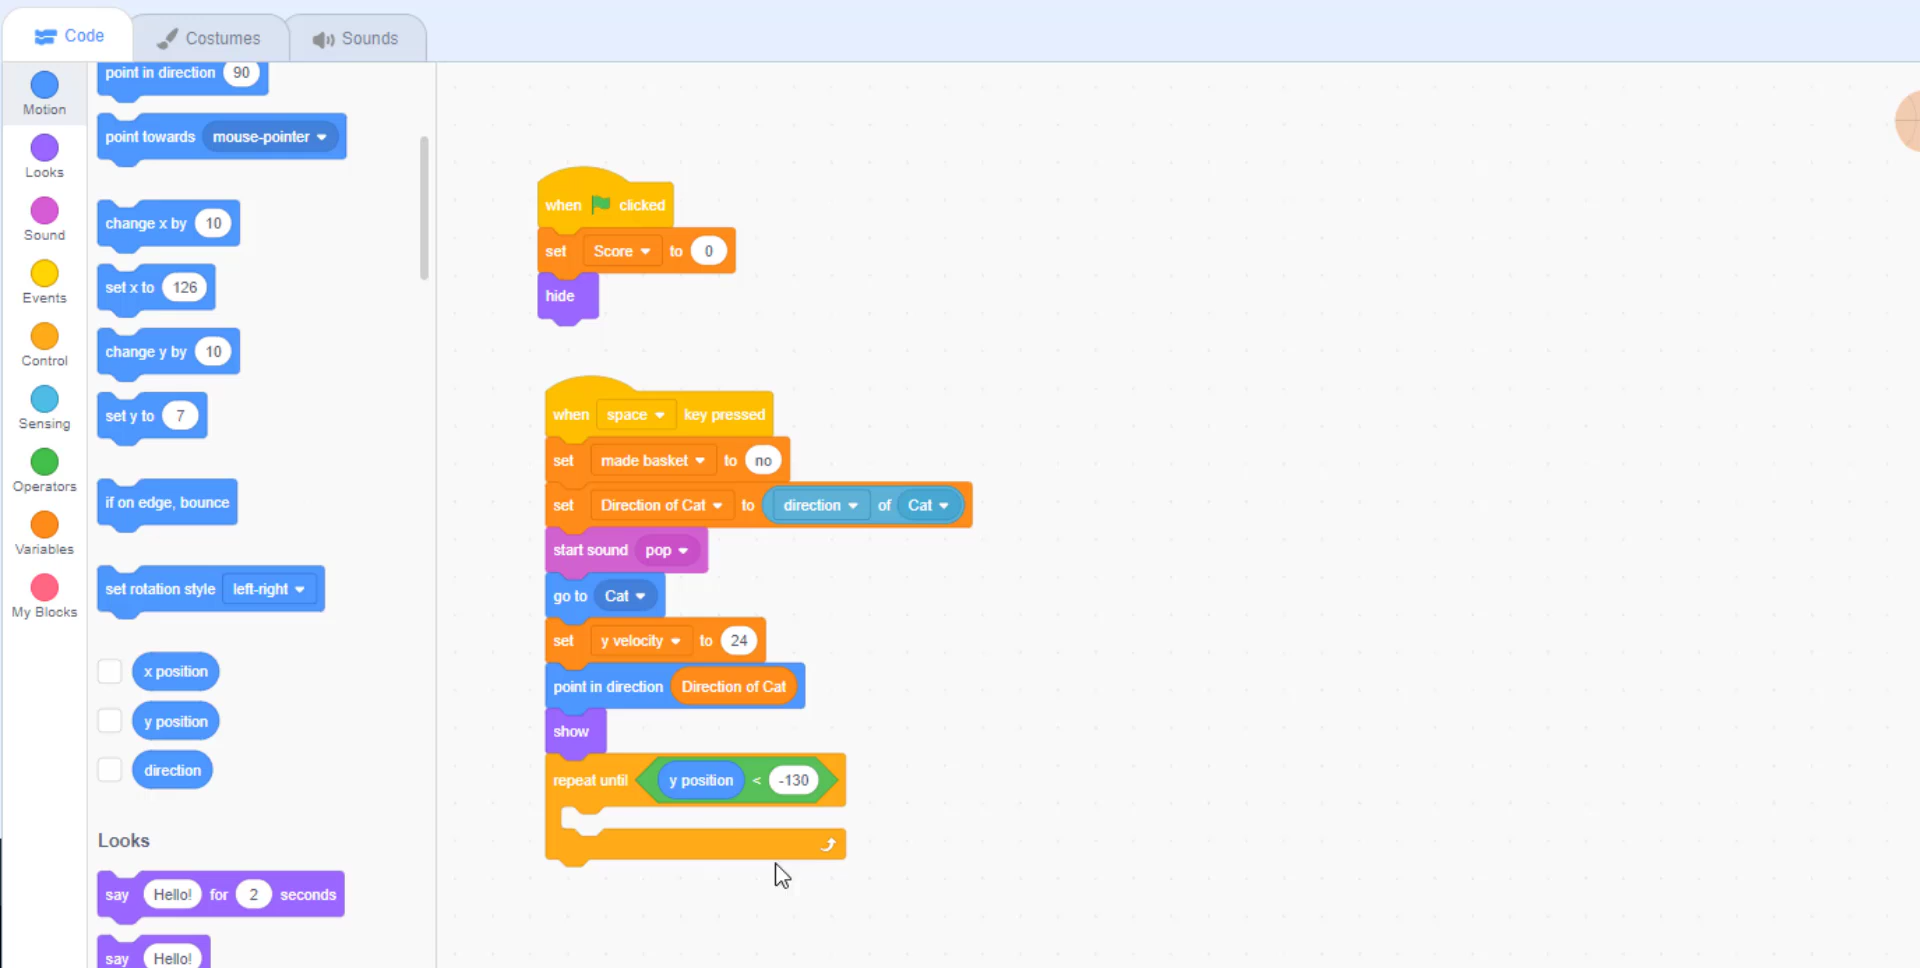 Code
Costumes
Sounds
Motion
Looks
Sound
Events
Control
Sensing
Operators
Variables
My Blocks
point in direction 90
point towards mouse-pointer
change x by 10
set x to 126
change y by 10
set y to 7
if on edge, bounce
set rotation style left-right
x position
y position
direction
Looks
say Hello! for 2 seconds
say Hello!
when clicked
set Score to 0
hide
when space key pressed
set made basket to no
set Direction of Cat to direction of Cat
start sound pop
go to Cat
set y velocity to 24
point in direction Direction of Cat
show
repeat until y position < -130